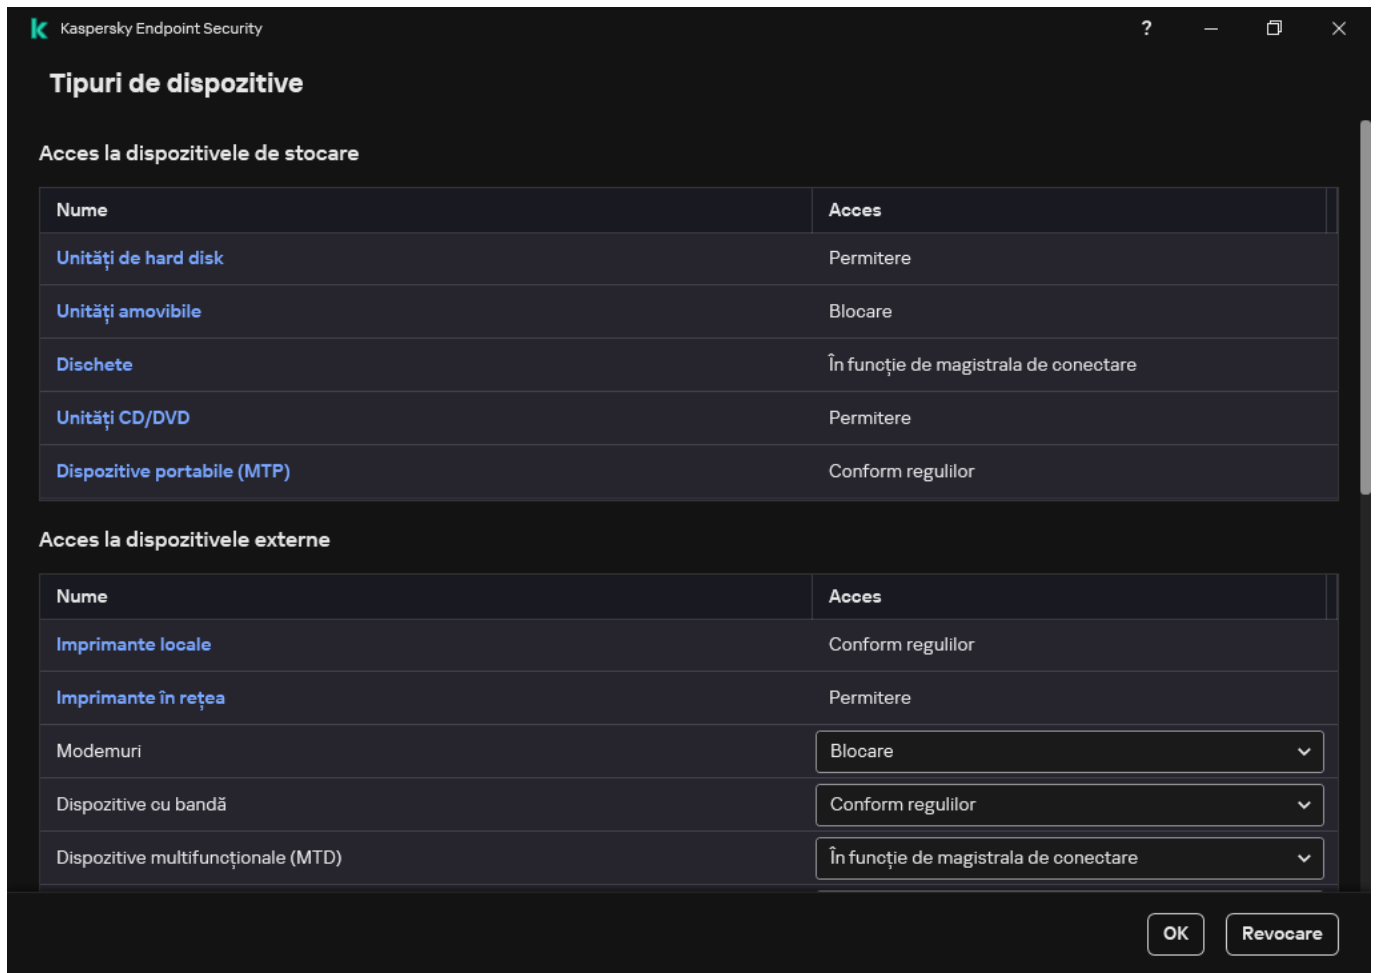 Kaspersky Endpoint Security
?
Tipuri de dispozitive
Acces la dispozitivele de stocare
Nume Acces
Unități de hard disk Permitere
Unități amovibile Blocare
Dischete În funcție de magistrala de conectare
Unități CD/DVD Permitere
Dispozitive portabile (MTP) Conform regulilor
Acces la dispozitivele externe
Nume Acces
Imprimante locale Conform regulilor
Imprimante în rețea Permitere
Modemuri Blocare
Dispozitive cu bandă Conform regulilor
Dispozitive multifuncționale (MTD) În funcție de magistrala de conectare
OK Revocare